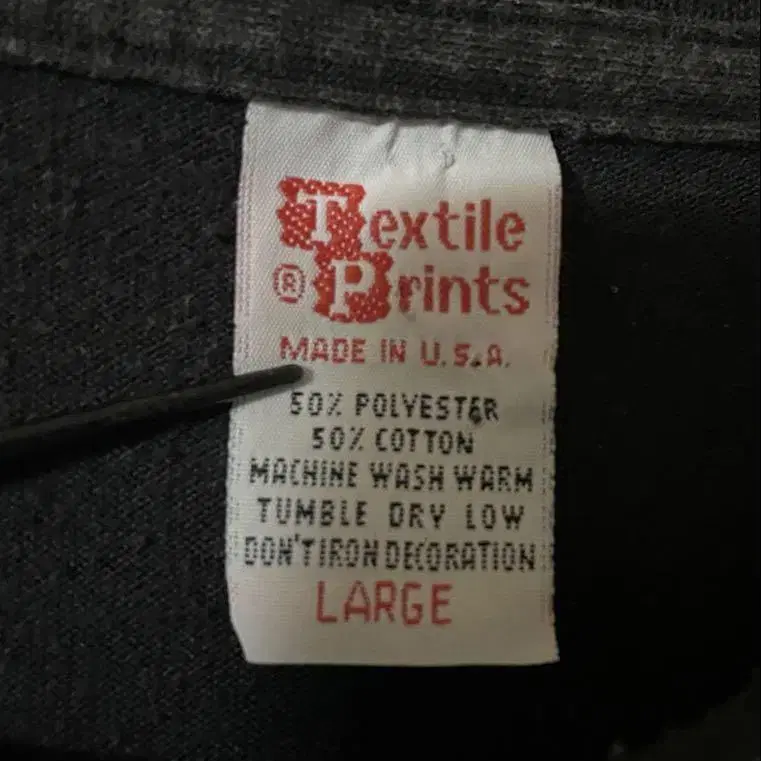 Textile
® Prints
MADE IN U.S.A.
50% POLYESTER
50% COTTON
MACHINE WASH WARM
TUMBLE DRY LOW
DON'T IRON DECORATION
LARGE